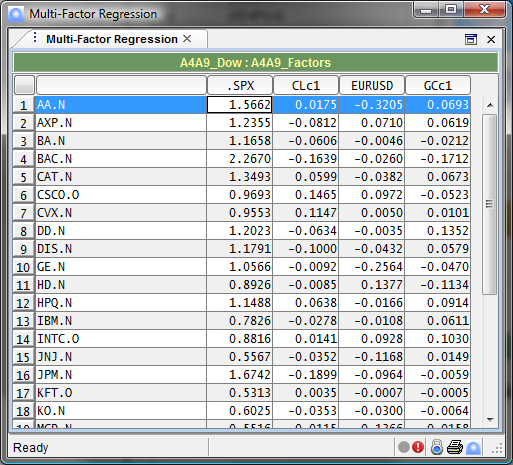 Multi-Factor Regression
Multi-Factor Regression
A4A9_Dow : A4A9_Factors
.SPX CLc1 EURUSD GCc1
1 AA.N 1.5662 0.0175 -0.3205 0.0693
2 AXP.N 1.2355 -0.0812 0.0710 0.0619
3 BA.N 1.1658 -0.0606 -0.0046 -0.0212
4 BAC.N 2.2670 -0.1639 -0.0260 -0.1712
5 CAT.N 1.3493 0.0599 -0.0382 0.0673
6 CSCO.O 0.9693 0.1465 0.0972 -0.0523
7 CVX.N 0.9553 0.1147 0.0050 0.0101
8 DD.N 1.2023 -0.0634 -0.0035 0.1352
9 DIS.N 1.1791 -0.1000 -0.0432 0.0579
10 GE.N 1.0566 -0.0092 -0.2564 -0.0470
11 HD.N 0.8926 -0.0085 0.1377 -0.1134
12 HPQ.N 1.1488 0.0638 -0.0166 0.0914
13 IBM.N 0.7826 -0.0278 -0.0108 0.0611
14 INTC.O 0.8816 0.0141 0.0928 0.1030
15 JNJ.N 0.5567 -0.0352 -0.1168 0.0149
16 JPM.N 1.6742 -0.1899 -0.0964 -0.0059
17 KFT.O 0.5313 0.0035 -0.0007 -0.0005
18 KO.N 0.6025 -0.0353 -0.0300 -0.0064
Ready